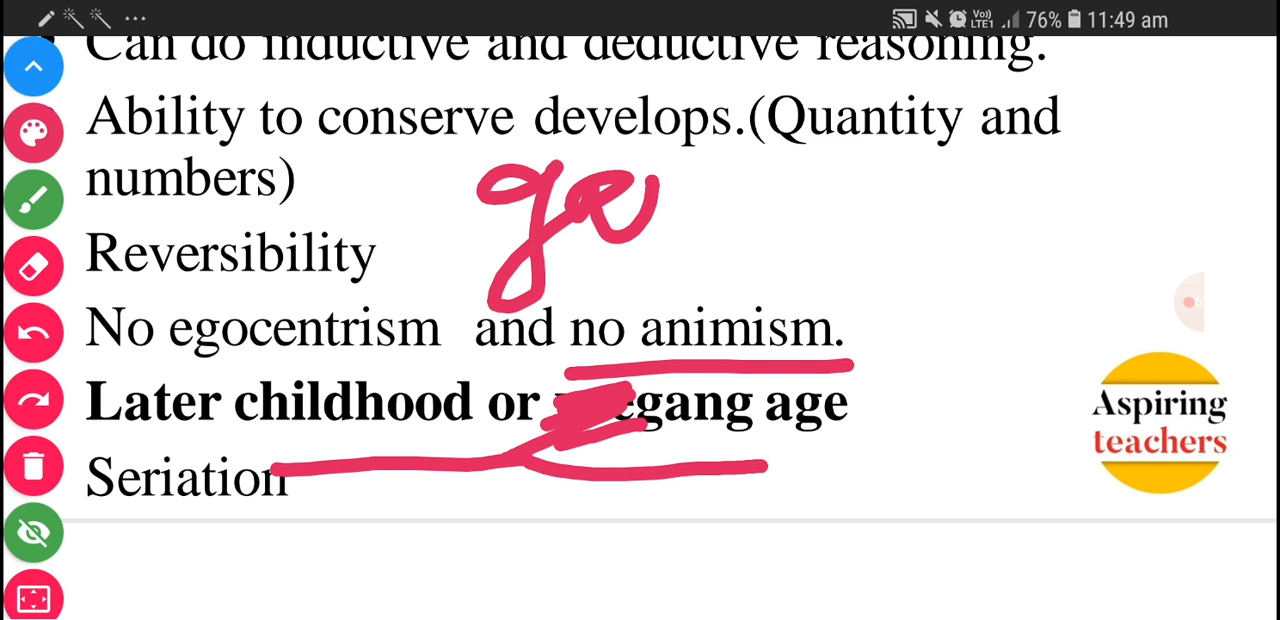 76% 11:49 am
Can do inductive and deductive reasoning.
Ability to conserve develops.(Quantity and
numbers)
Reversibility
No egocentrism and no animism.
Later childhood or gang age
Seriation
Aspiring
teachers